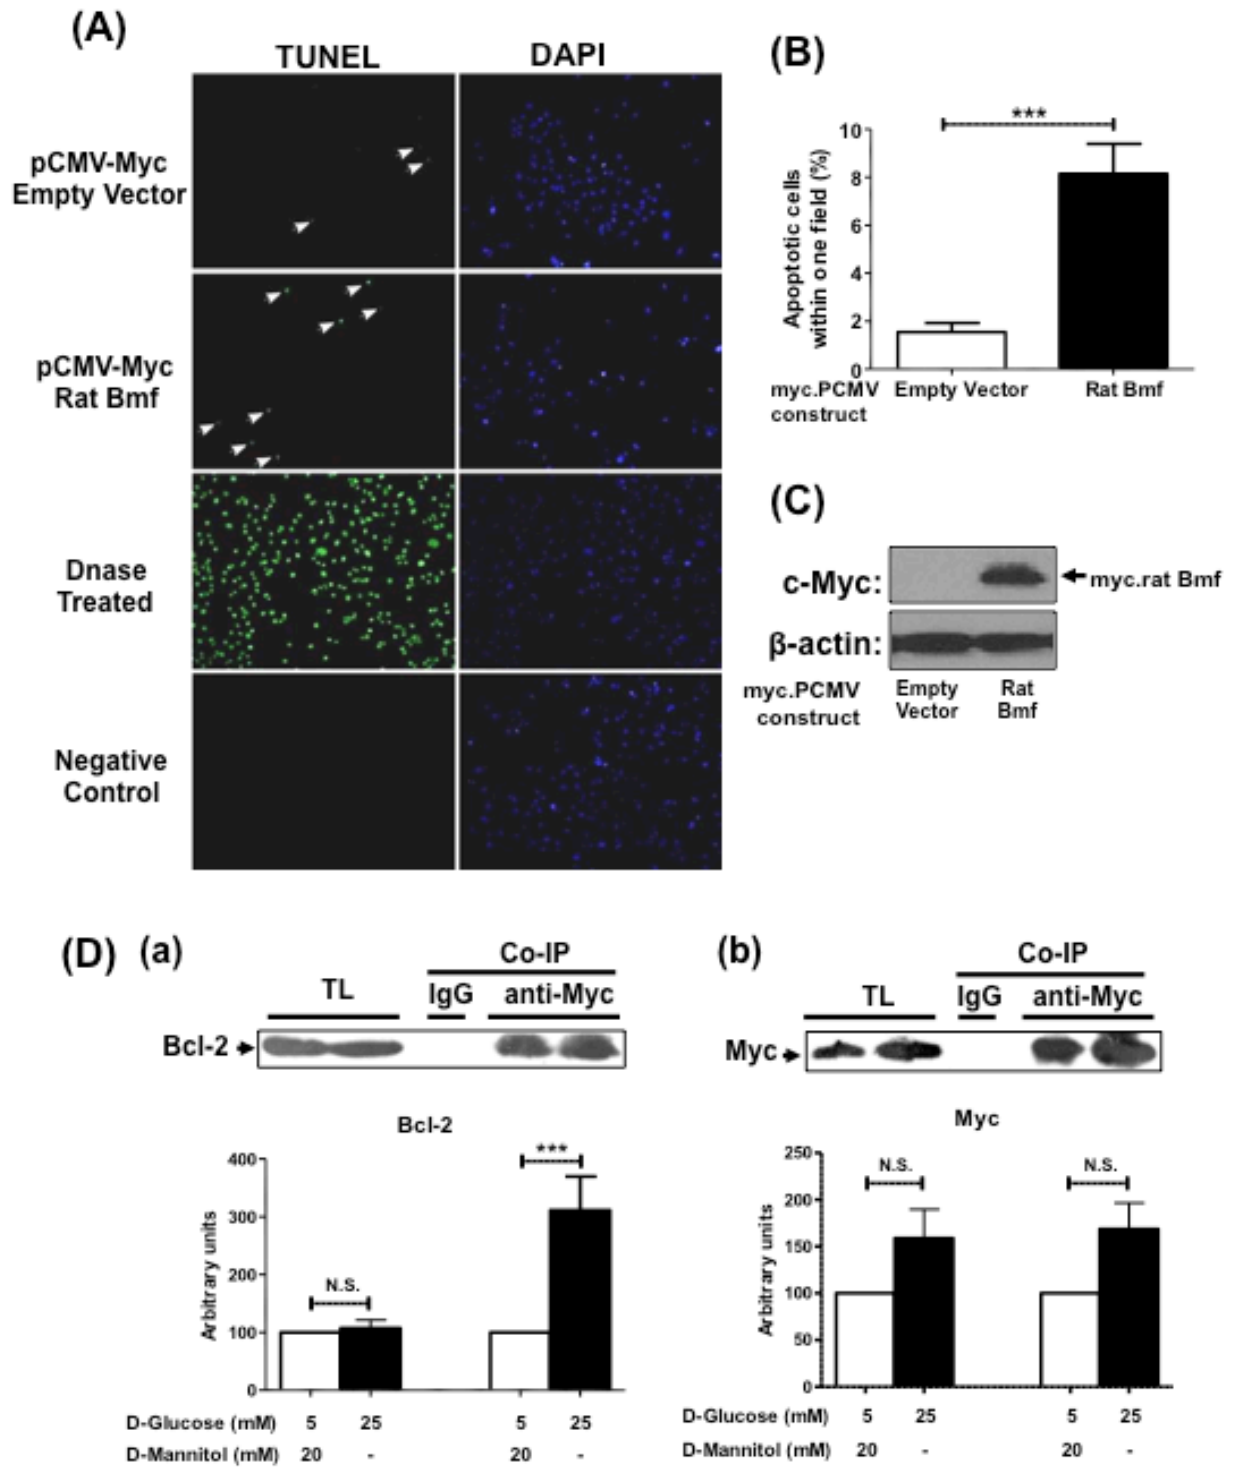 (A)
TUNEL
DAPI
pCMV-Myc
Empty Vector
pCMV-Myc
Rat Bmf
Dnase
Treated
Negative
Control
(B)
***
10
8
6
4
2
0
Apoptotic cells
within one field (%)
myc.PCMV
construct
Empty Vector
Rat Bmf
(C)
c-Myc:
myc.rat Bmf
β-actin:
myc.PCMV
construct
Empty
Vector
Rat
Bmf
(D)
(a)
Co-IP
TL
IgG
anti-Myc
Bcl-2
Bcl-2
***
N.S.
400
300
200
100
0
Arbitrary units
D-Glucose (mM) 5 25 5 25
D-Mannitol (mM) 20 - 20 -
(b)
Co-IP
TL
IgG
anti-Myc
Myc
Myc
N.S.
N.S.
250
200
150
100
50
0
Arbitrary units
D-Glucose (mM) 5 25 5 25
D-Mannitol (mM) 20 - 20 -